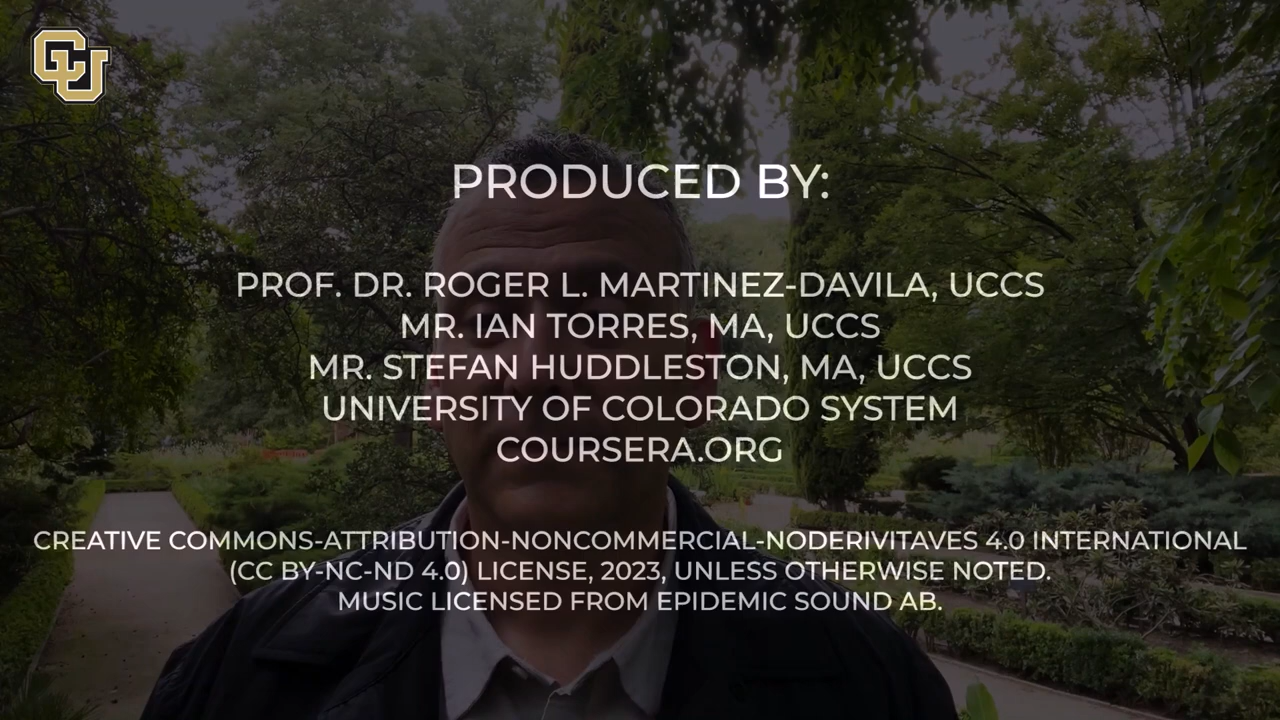 CU
PRODUCED BY:
PROF. DR. ROGER L. MARTINEZ-DAVILA, UCCS
MR. IAN TORRES, MA, UCCS
MR. STEFAN HUDDLESTON, MA, UCCS
UNIVERSITY OF COLORADO SYSTEM
COURSERA.ORG
CREATIVE COMMONS-ATTRIBUTION-NONCOMMERCIAL-NODERIVITAVES 4.0 INTERNATIONAL
(CC BY-NC-ND 4.0) LICENSE, 2023, UNLESS OTHERWISE NOTED.
MUSIC LICENSED FROM EPIDEMIC SOUND AB.